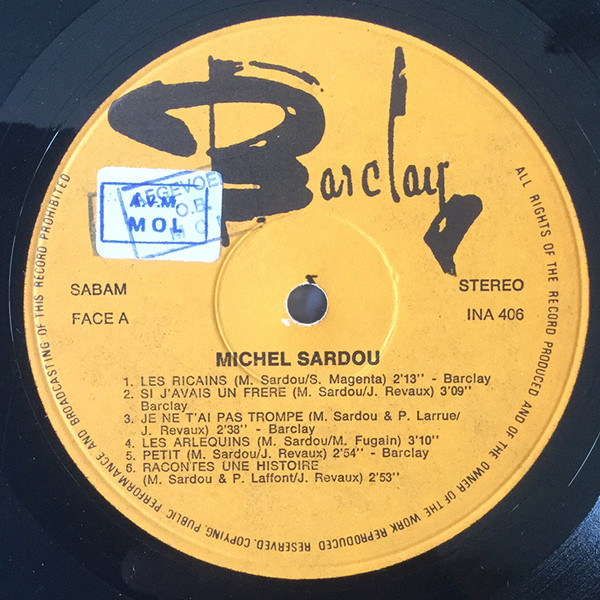 Barclay
A.V.M
MOL
SABAM
FACE A
STEREO
INA 406
MICHEL SARDOU
1. LES RICAINS (M. Sardou/S. Magenta) 2'13'' - Barclay
2. SI J'AVAIS UN FRERE (M. Sardou/J. Revaux) 3'09''
Barclay
3. JE NE T'AI PAS TROMPE (M. Sardou & P. Larrue/
J. Revaux) 2'38'' - Barclay
4. LES ARLEQUINS (M. Sardou/M. Fugain) 3'10''
5. PETIT (M. Sardou/J. Revaux) 2'54'' - Barclay
6. RACONTES UNE HISTOIRE
(M. Sardou & P. Laffont/J. Revaux) 2'53''
ALL RIGHTS OF THE RECORD PRODUCED AND OF THE OWNER OF THE WORK REPRODUCED RESERVED. COPYING, PUBLIC PERFORMANCE AND BROADCASTING OF THIS RECORD PROHIBITED